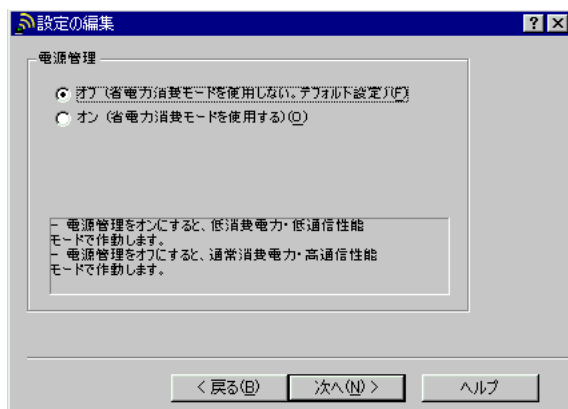 設定の編集
電源管理
オフ (省電力消費モードを使用しない。デフォルト設定)(F)
オン (省電力消費モードを使用する)(O)
- 電源管理をオンにすると、低消費電力・低通信性能
モードで作動します。
- 電源管理をオフにすると、通常消費電力・高通信性能
モードで作動します。
< 戻る(B)
次へ(N) >
ヘルプ